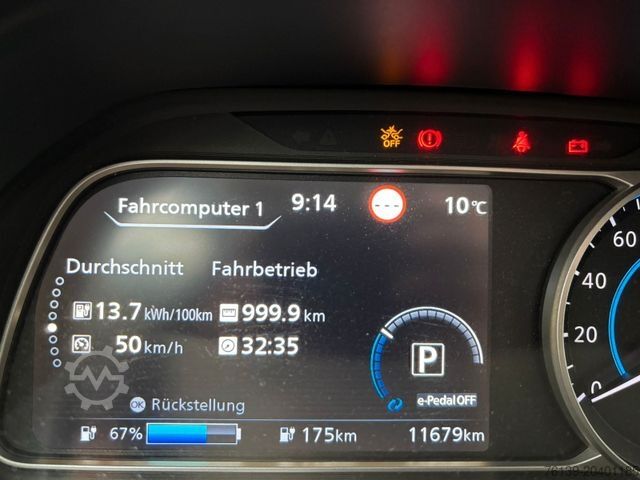 OFF
Fahrcomputer 1 9:14 10°C
Durchschnitt Fahrbetrieb
13.7 kWh/100km 999.9 km
50 km/h 32:35
P
e-Pedal OFF
OK Rückstellung
67% 175km 11679km
60
40
20
0